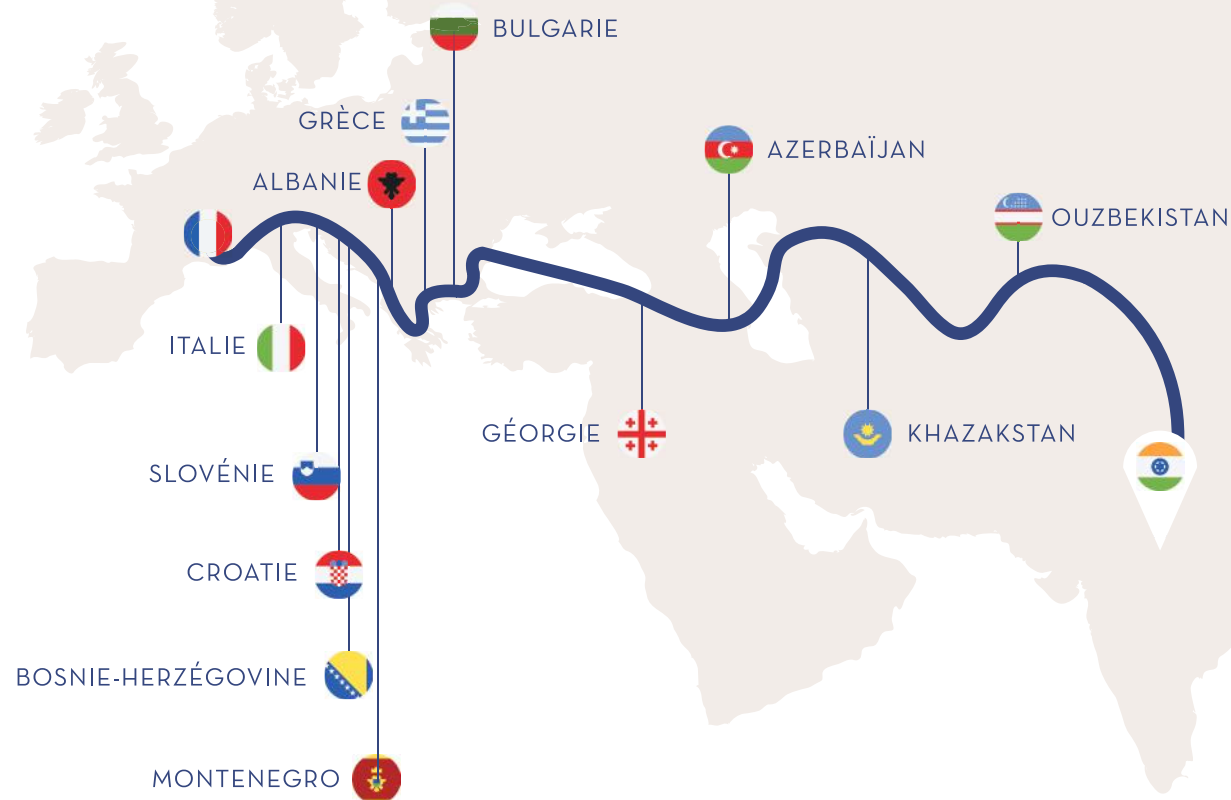 BULGARIE
GRÈCE
AZERBAÏJAN
ALBANIE
OUZBEKISTAN
ITALIE
GÉORGIE
KHAZAKSTAN
SLOVÉNIE
CROATIE
BOSNIE-HERZÉGOVINE
MONTENEGRO